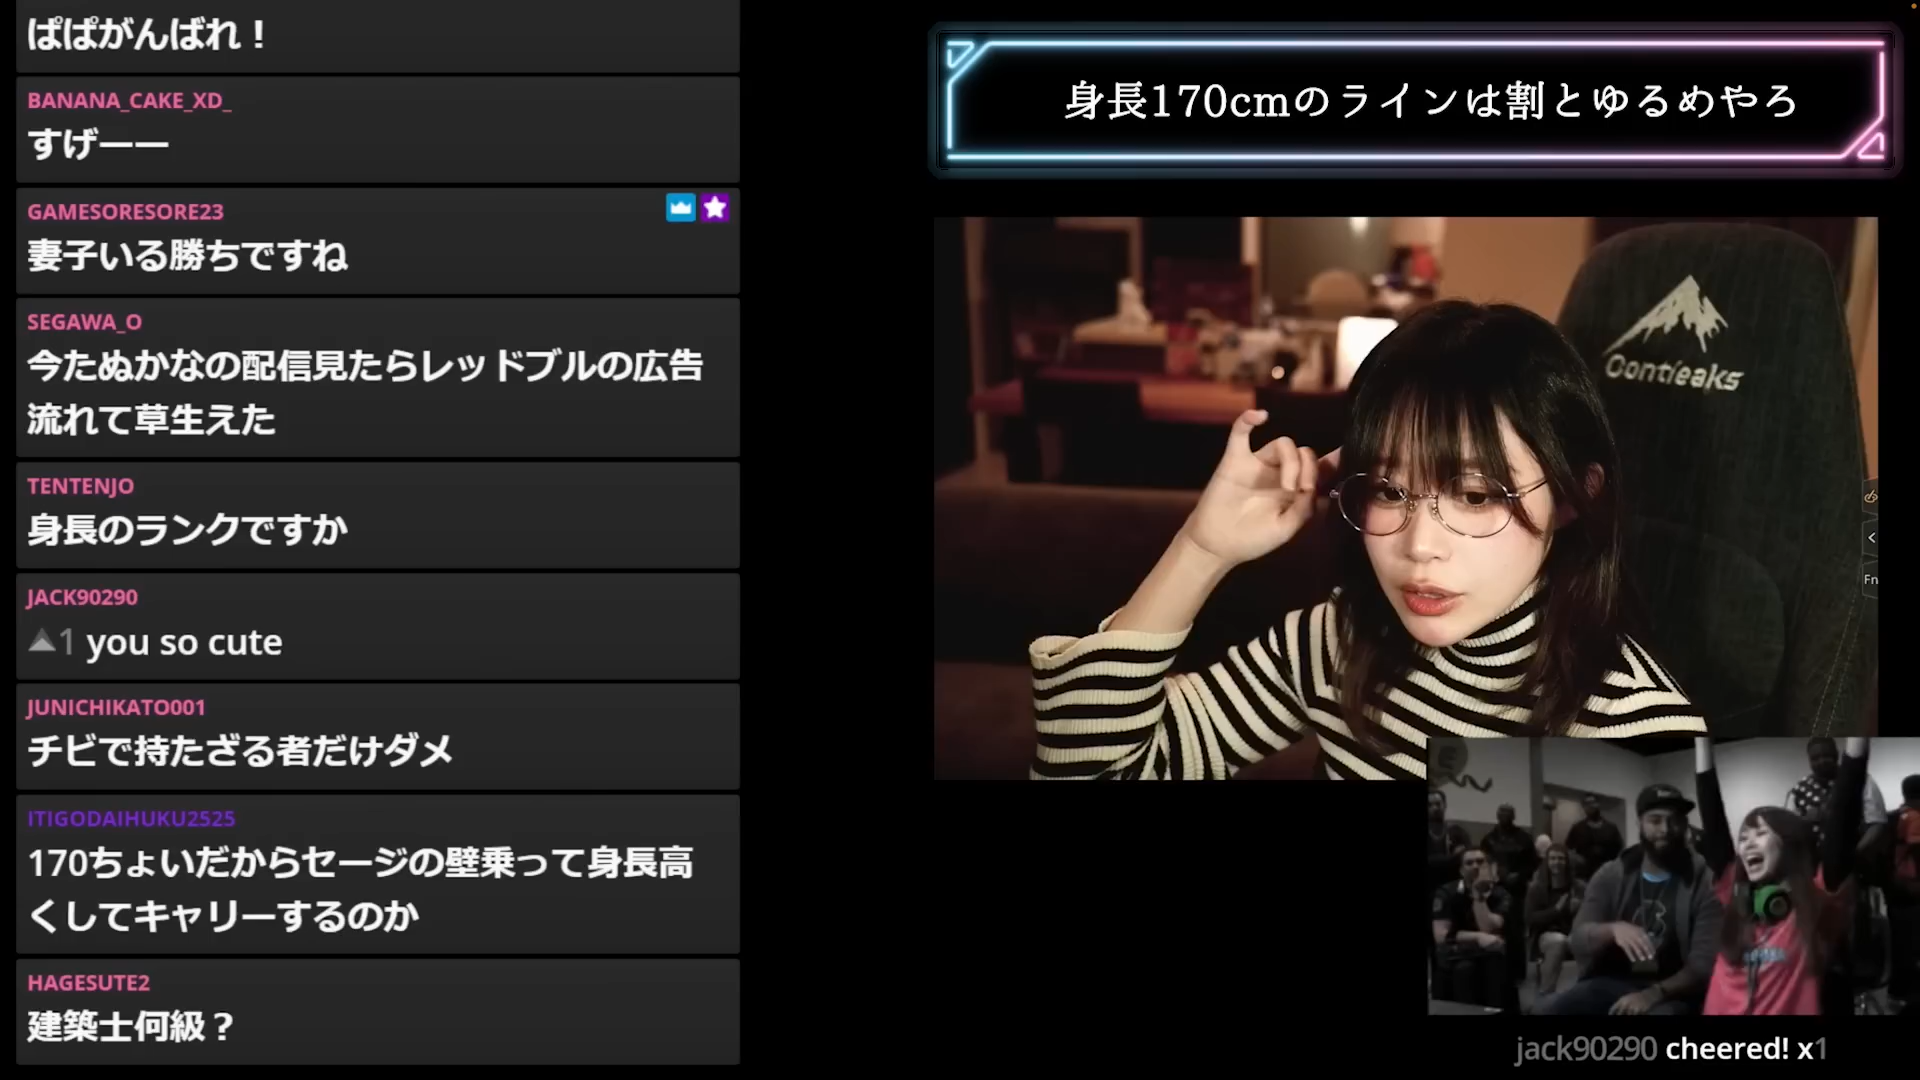 ぱぱがんばれ！
BANANA_CAKE_XD_
すげーー
GAMESORESORE23
妻子いる勝ちですね
SEGAWA_O
今たぬかなの配信見たらレッドブルの広告
流れて草生えた
TENTENJO
身長のランクですか
JACK90290
1 you so cute
JUNICHIKATO001
チビで持たざる者だけダメ
ITIGODAIHUKU2525
170ちょいだからセージの壁乗って身長高
くしてキャリーするのか
HAGESUTE2
建築士何級？
身長170cmのラインは割とゆるめやろ
Contieaks
Fn
jack90290 cheered! x1